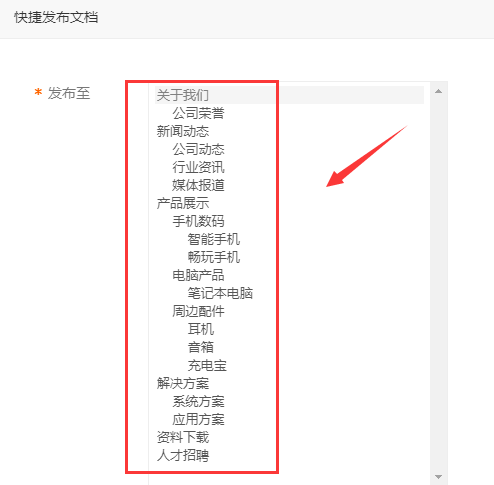 快捷发布文档
* 发布至
关于我们
公司荣誉
新闻动态
公司动态
行业资讯
媒体报道
产品展示
手机数码
智能手机
畅玩手机
电脑产品
笔记本电脑
周边配件
耳机
音箱
充电宝
解决方案
系统方案
应用方案
资料下载
人才招聘